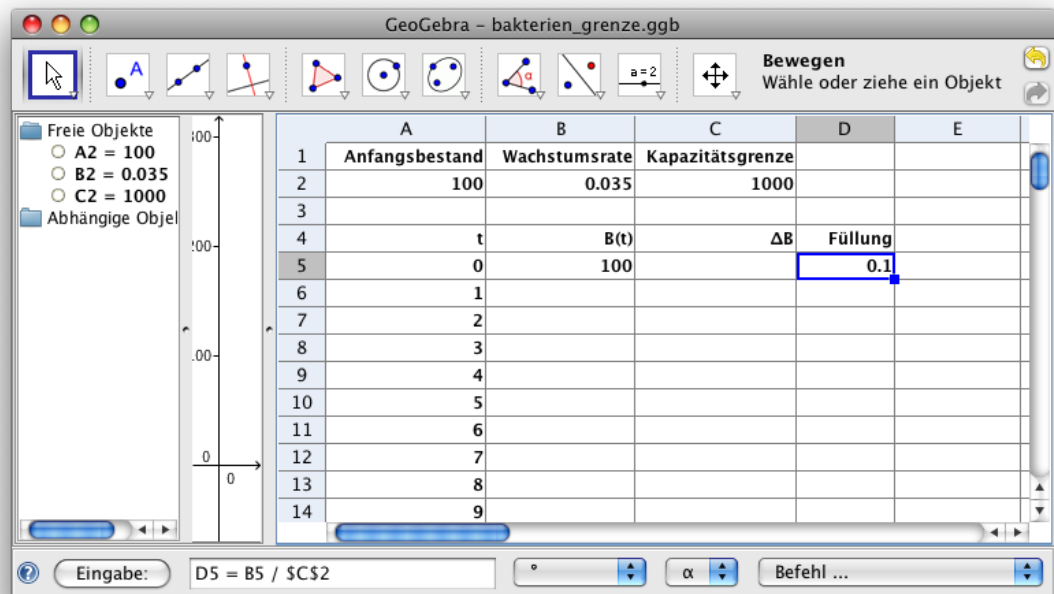 GeoGebra – bakterien_grenze.ggb
A
α
a=2
Bewegen
Wähle oder ziehe ein Objekt
Freie Objekte
A2 = 100
B2 = 0.035
C2 = 1000
Abhängige Objel
300
200
100
0
0
A B C D E
1 Anfangsbestand Wachstumsrate Kapazitätsgrenze
2 100 0.035 1000
3
4 t B(t) ΔB Füllung
5 0 100 0.1
6 1
7 2
8 3
9 4
10 5
11 6
12 7
13 8
14 9
? Eingabe: D5 = B5 / $C$2 ° α Befehl ...